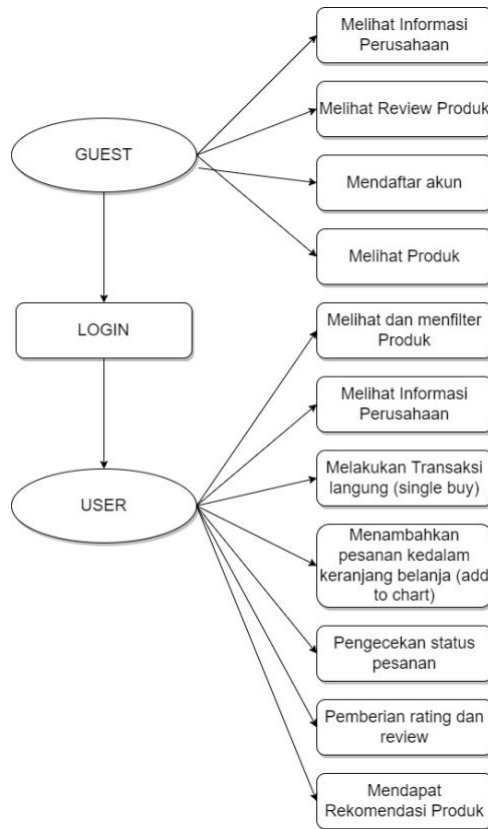 Melihat Informasi
Perusahaan
Melihat Review Produk
GUEST
Mendaftar akun
Melihat Produk
LOGIN
Melihat dan menfilter
Produk
Melihat Informasi
Perusahaan
Melakukan Transaksi
langung (single buy)
USER
Menambahkan
pesanan kedalam
keranjang belanja (add
to chart)
Pengecekan status
pesanan
Pemberian rating dan
review
Mendapat
Rekomendasi Produk